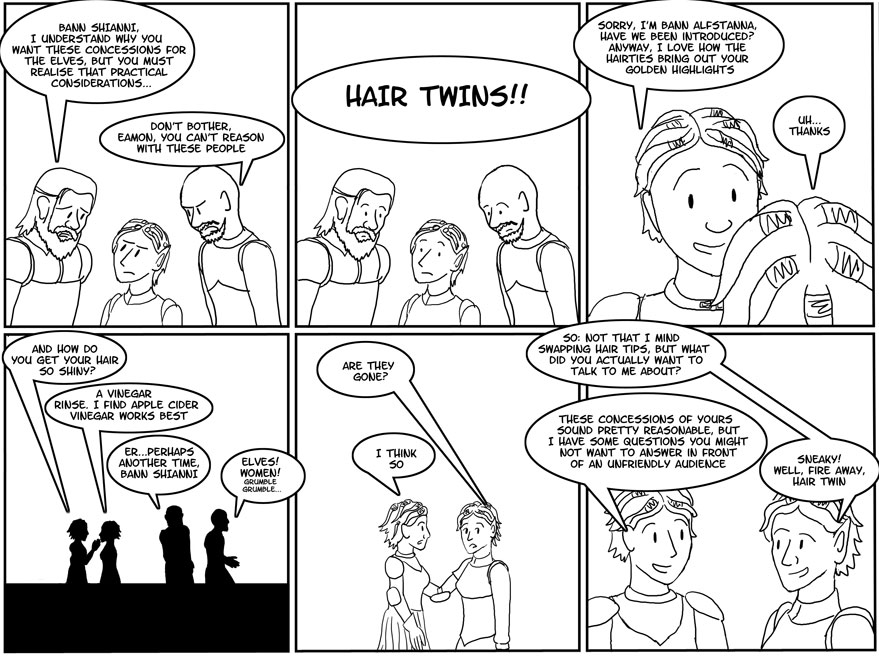 BANN SHIANNI,
I UNDERSTAND WHY YOU
WANT THESE CONCESSIONS FOR
THE ELVES, BUT YOU MUST
REALISE THAT PRACTICAL
CONSIDERATIONS...
DON'T BOTHER,
EAMON, YOU CAN'T REASON
WITH THESE PEOPLE
HAIR TWINS!!
SORRY, I'M BANN ALFSTANNA,
HAVE WE BEEN INTRODUCED?
ANYWAY, I LOVE HOW THE
HAIRTIES BRING OUT YOUR
GOLDEN HIGHLIGHTS
UH...
THANKS
AND HOW DO
YOU GET YOUR HAIR
SO SHINY?
A VINEGAR
RINSE. I FIND APPLE CIDER
VINEGAR WORKS BEST
ER...PERHAPS
ANOTHER TIME,
BANN SHIANNI
ELVES!
WOMEN!
GRUMBLE
GRUMBLE...
ARE THEY
GONE?
I THINK
SO
SO: NOT THAT I MIND
SWAPPING HAIR TIPS, BUT WHAT
DID YOU ACTUALLY WANT TO
TALK TO ME ABOUT?
THESE CONCESSIONS OF YOURS
SOUND PRETTY REASONABLE, BUT
I HAVE SOME QUESTIONS YOU MIGHT
NOT WANT TO ANSWER IN FRONT
OF AN UNFRIENDLY AUDIENCE
SNEAKY!
WELL, FIRE AWAY,
HAIR TWIN